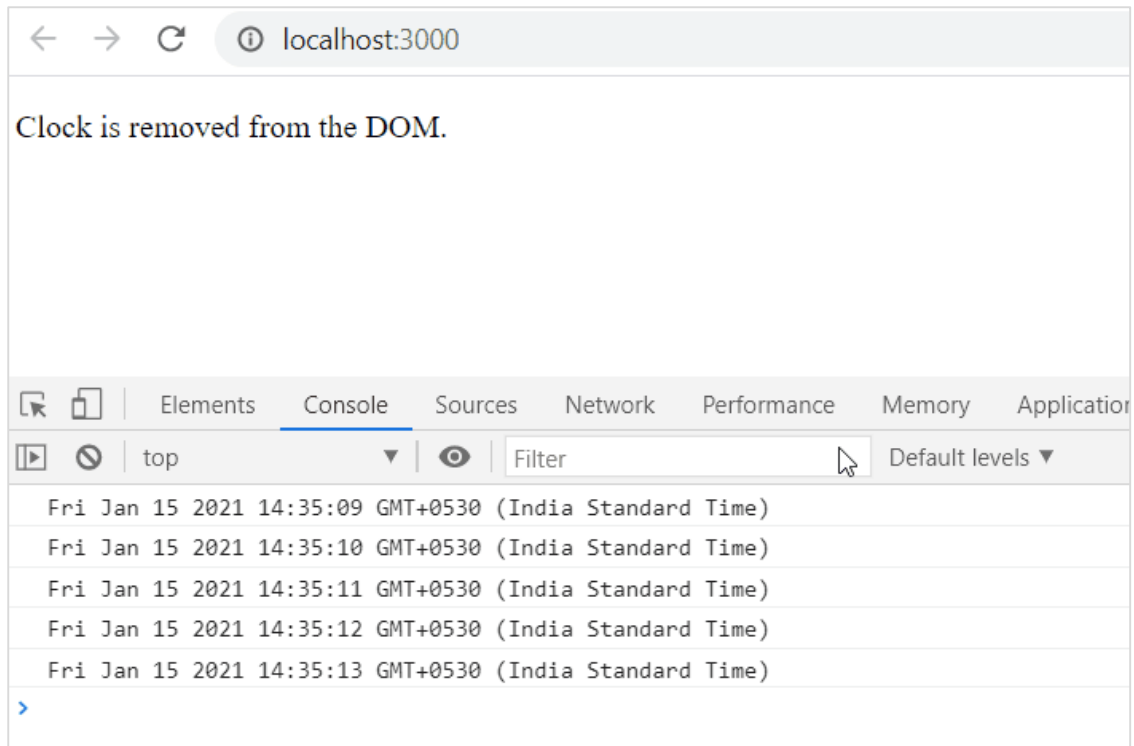 localhost:3000
Clock is removed from the DOM.
Elements Console Sources Network Performance Memory Application
top Filter Default levels
Fri Jan 15 2021 14:35:09 GMT+0530 (India Standard Time)
Fri Jan 15 2021 14:35:10 GMT+0530 (India Standard Time)
Fri Jan 15 2021 14:35:11 GMT+0530 (India Standard Time)
Fri Jan 15 2021 14:35:12 GMT+0530 (India Standard Time)
Fri Jan 15 2021 14:35:13 GMT+0530 (India Standard Time)